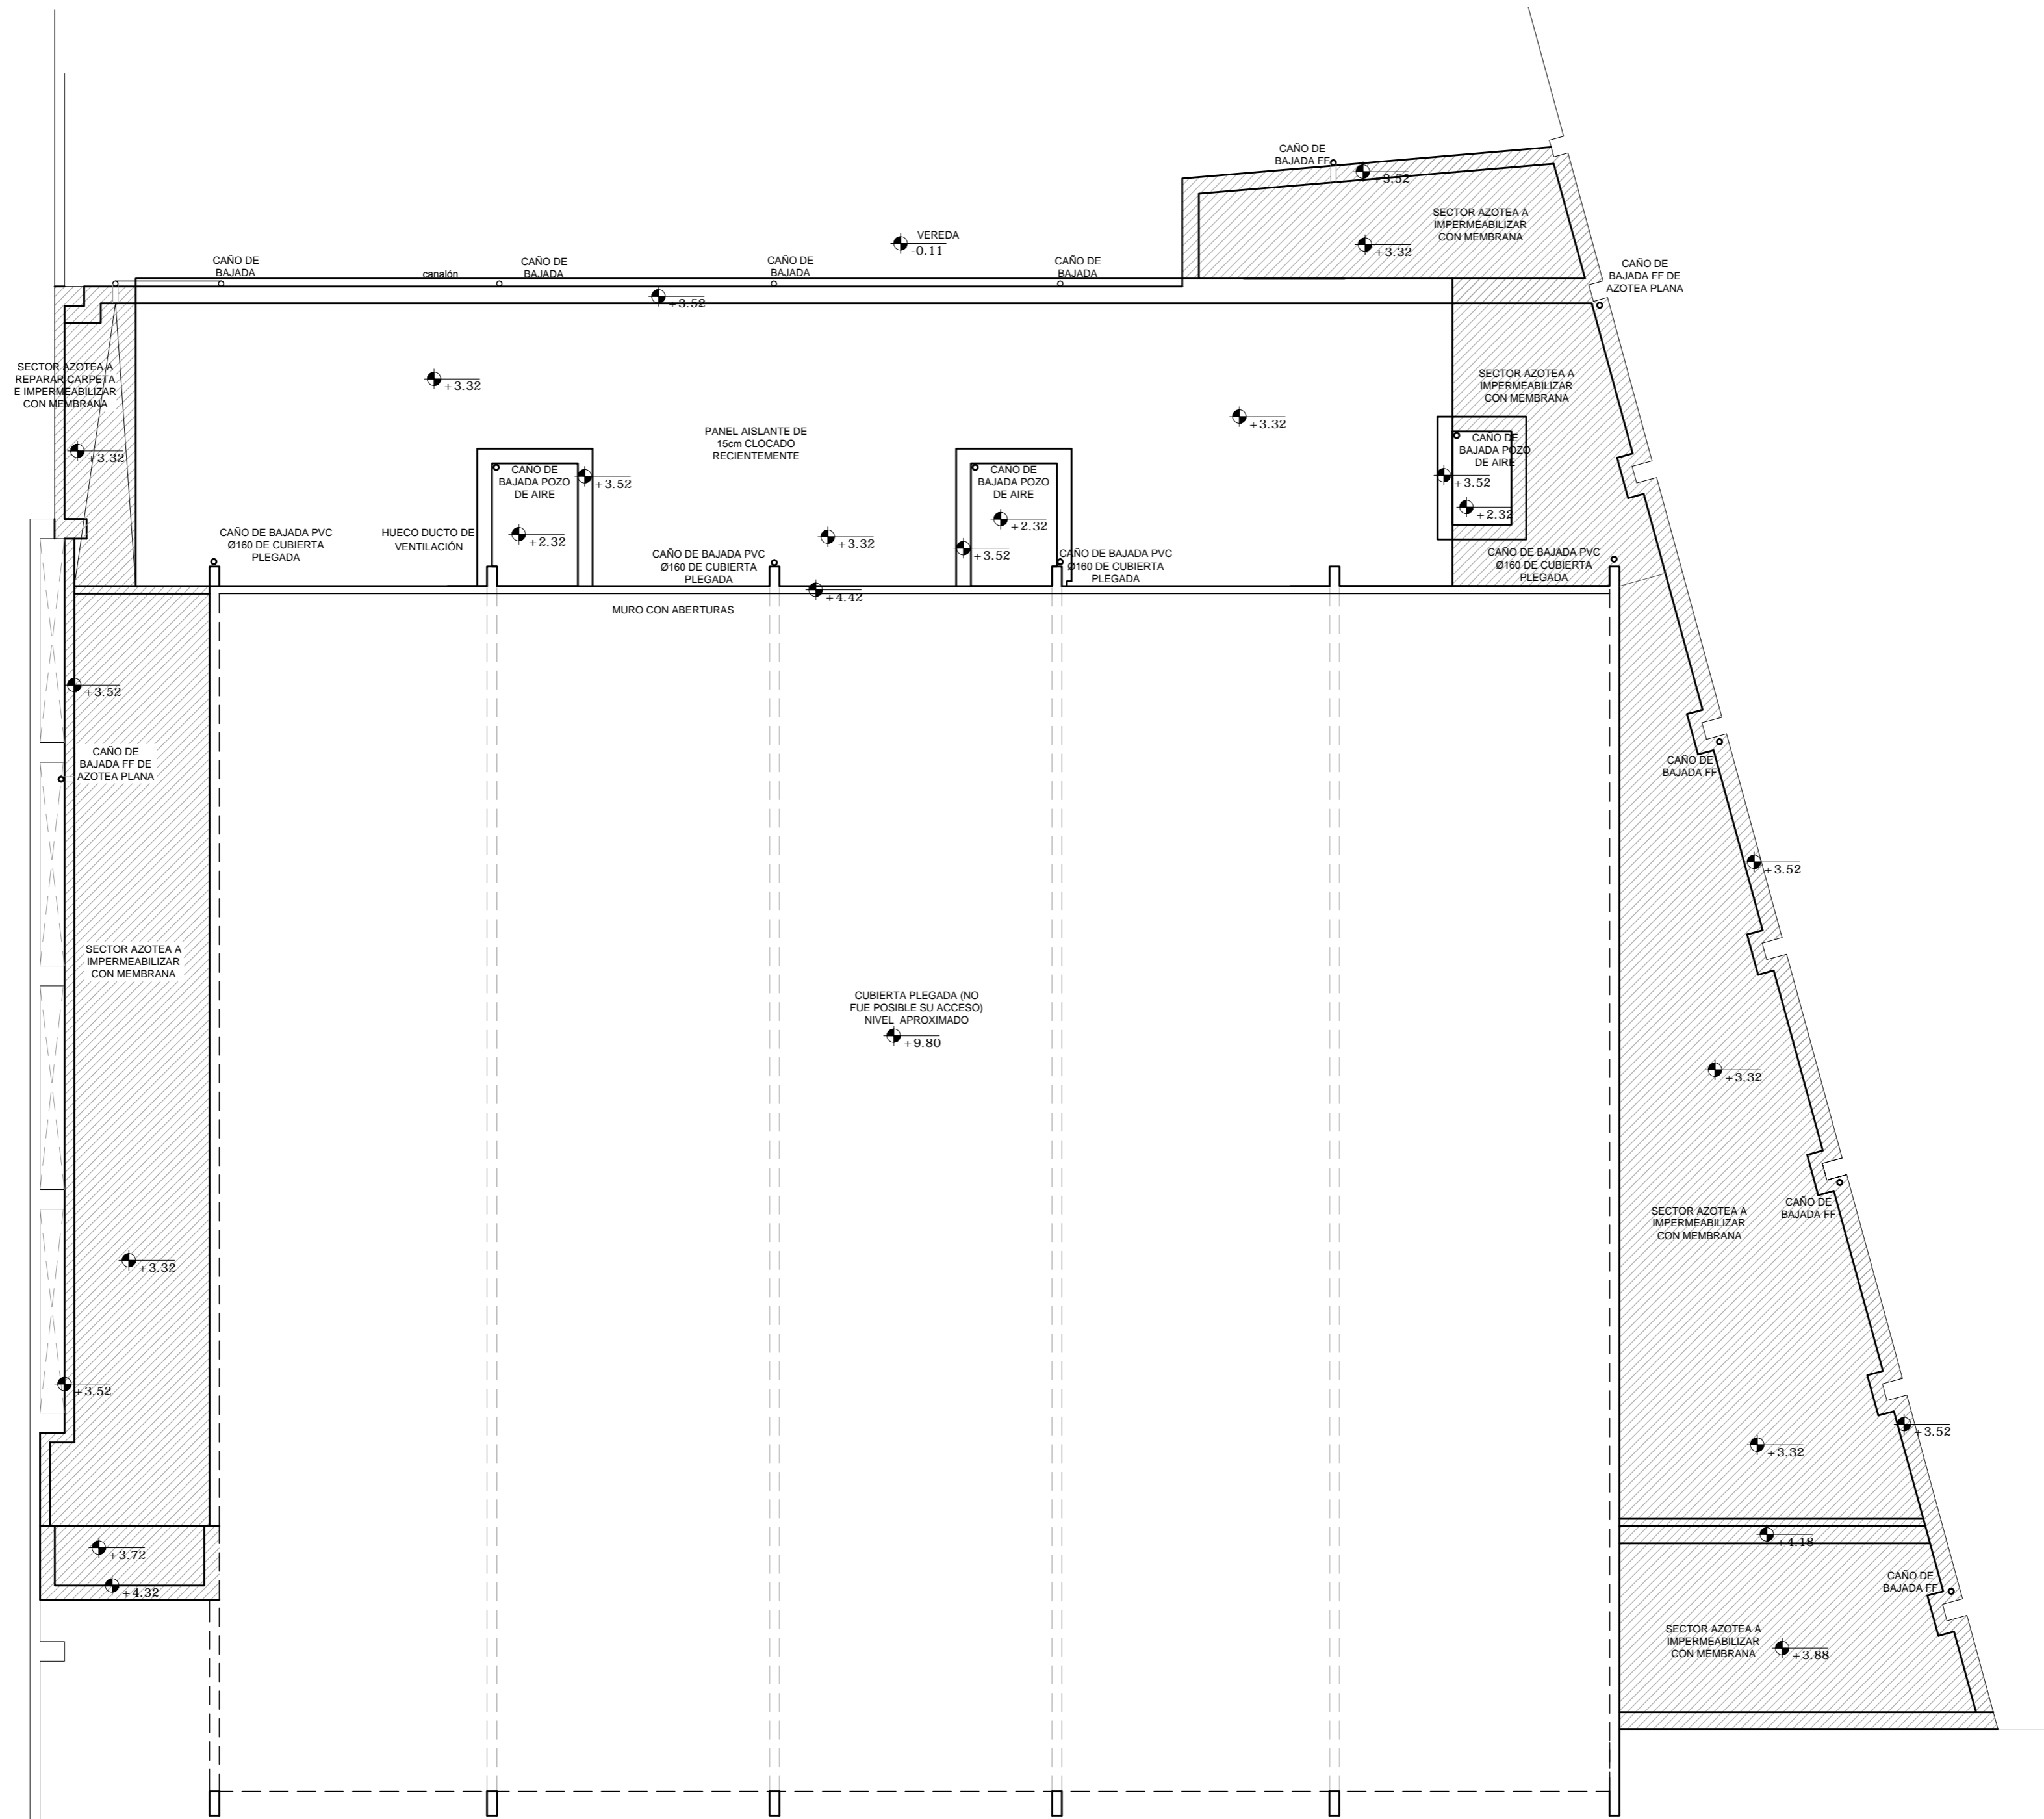 CAÑO DE
BAJADA FF
+3.52
SECTOR AZOTEA A
IMPERMEABILIZAR
CON MEMBRANA
+3.32
VEREDA
-0.11
CAÑO DE
BAJADA
canalón
CAÑO DE
BAJADA
CAÑO DE
BAJADA
CAÑO DE
BAJADA
CAÑO DE
BAJADA FF DE
AZOTEA PLANA
+3.52
SECTOR AZOTEA A
REPARAR CARPETA
E IMPERMEABILIZAR
CON MEMBRANA
+3.32
+3.32
PANEL AISLANTE DE
15cm CLOCADO
RECIENTEMENTE
+3.32
SECTOR AZOTEA A
IMPERMEABILIZAR
CON MEMBRANA
CAÑO DE
BAJADA POZO
DE AIRE
+3.52
+2.32
CAÑO DE
BAJADA POZO
DE AIRE
+3.52
+2.32
CAÑO DE
BAJADA POZO
DE AIRE
+2.32
+3.52
CAÑO DE BAJADA PVC
Ø160 DE CUBIERTA
PLEGADA
HUECO DUCTO DE
VENTILACIÓN
CAÑO DE BAJADA PVC
Ø160 DE CUBIERTA
PLEGADA
+3.32
CAÑO DE BAJADA PVC
Ø160 DE CUBIERTA
PLEGADA
CAÑO DE BAJADA PVC
Ø160 DE CUBIERTA
PLEGADA
+4.42
MURO CON ABERTURAS
+3.52
CAÑO DE
BAJADA FF DE
AZOTEA PLANA
CAÑO DE
BAJADA FF
+3.52
SECTOR AZOTEA A
IMPERMEABILIZAR
CON MEMBRANA
CUBIERTA PLEGADA (NO
FUE POSIBLE SU ACCESO)
NIVEL APROXIMADO
+9.80
+3.32
CAÑO DE
BAJADA FF
SECTOR AZOTEA A
IMPERMEABILIZAR
CON MEMBRANA
+3.32
+3.52
+3.52
+3.32
+3.72
+4.32
+4.18
CAÑO DE
BAJADA FF
SECTOR AZOTEA A
IMPERMEABILIZAR
CON MEMBRANA
+3.88